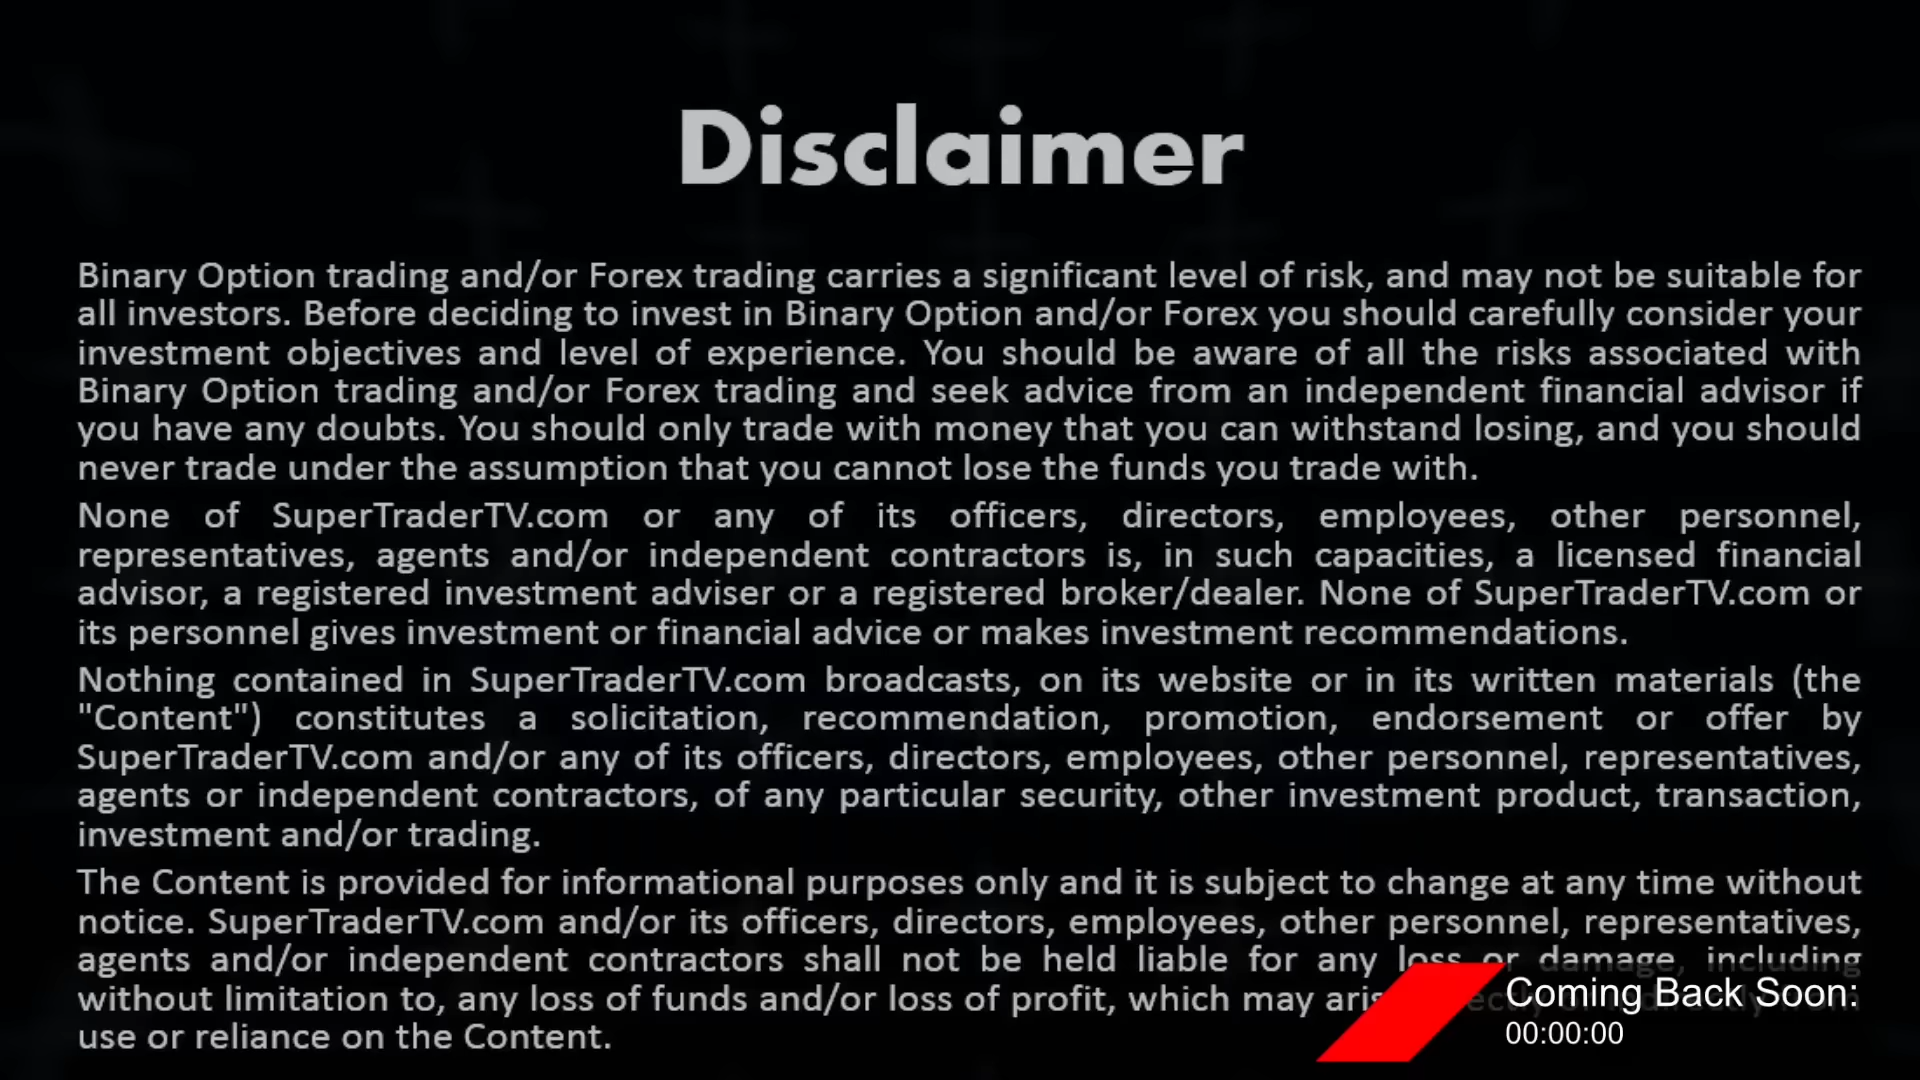 Disclaimer
Binary Option trading and/or Forex trading carries a significant level of risk, and may not be suitable for
all investors. Before deciding to invest in Binary Option and/or Forex you should carefully consider your
investment objectives and level of experience. You should be aware of all the risks associated with
Binary Option trading and/or Forex trading and seek advice from an independent financial advisor if
you have any doubts. You should only trade with money that you can withstand losing, and you should
never trade under the assumption that you cannot lose the funds you trade with.
None of SuperTraderTV.com or any of its officers, directors, employees, other personnel,
representatives, agents and/or independent contractors is, in such capacities, a licensed financial
advisor, a registered investment adviser or a registered broker/dealer. None of SuperTraderTV.com or
its personnel gives investment or financial advice or makes investment recommendations.
Nothing contained in SuperTraderTV.com broadcasts, on its website or in its written materials (the
"Content") constitutes a solicitation, recommendation, promotion, endorsement or offer by
SuperTraderTV.com and/or any of its officers, directors, employees, other personnel, representatives,
agents or independent contractors, of any particular security, other investment product, transaction,
investment and/or trading.
The Content is provided for informational purposes only and it is subject to change at any time without
notice. SuperTraderTV.com and/or its officers, directors, employees, other personnel, representatives,
agents and/or independent contractors shall not be held liable for any loss or damage, including
without limitation to, any loss of funds and/or loss of profit, which may
use or reliance on the Content.
Coming Back Soon:
00:00:00